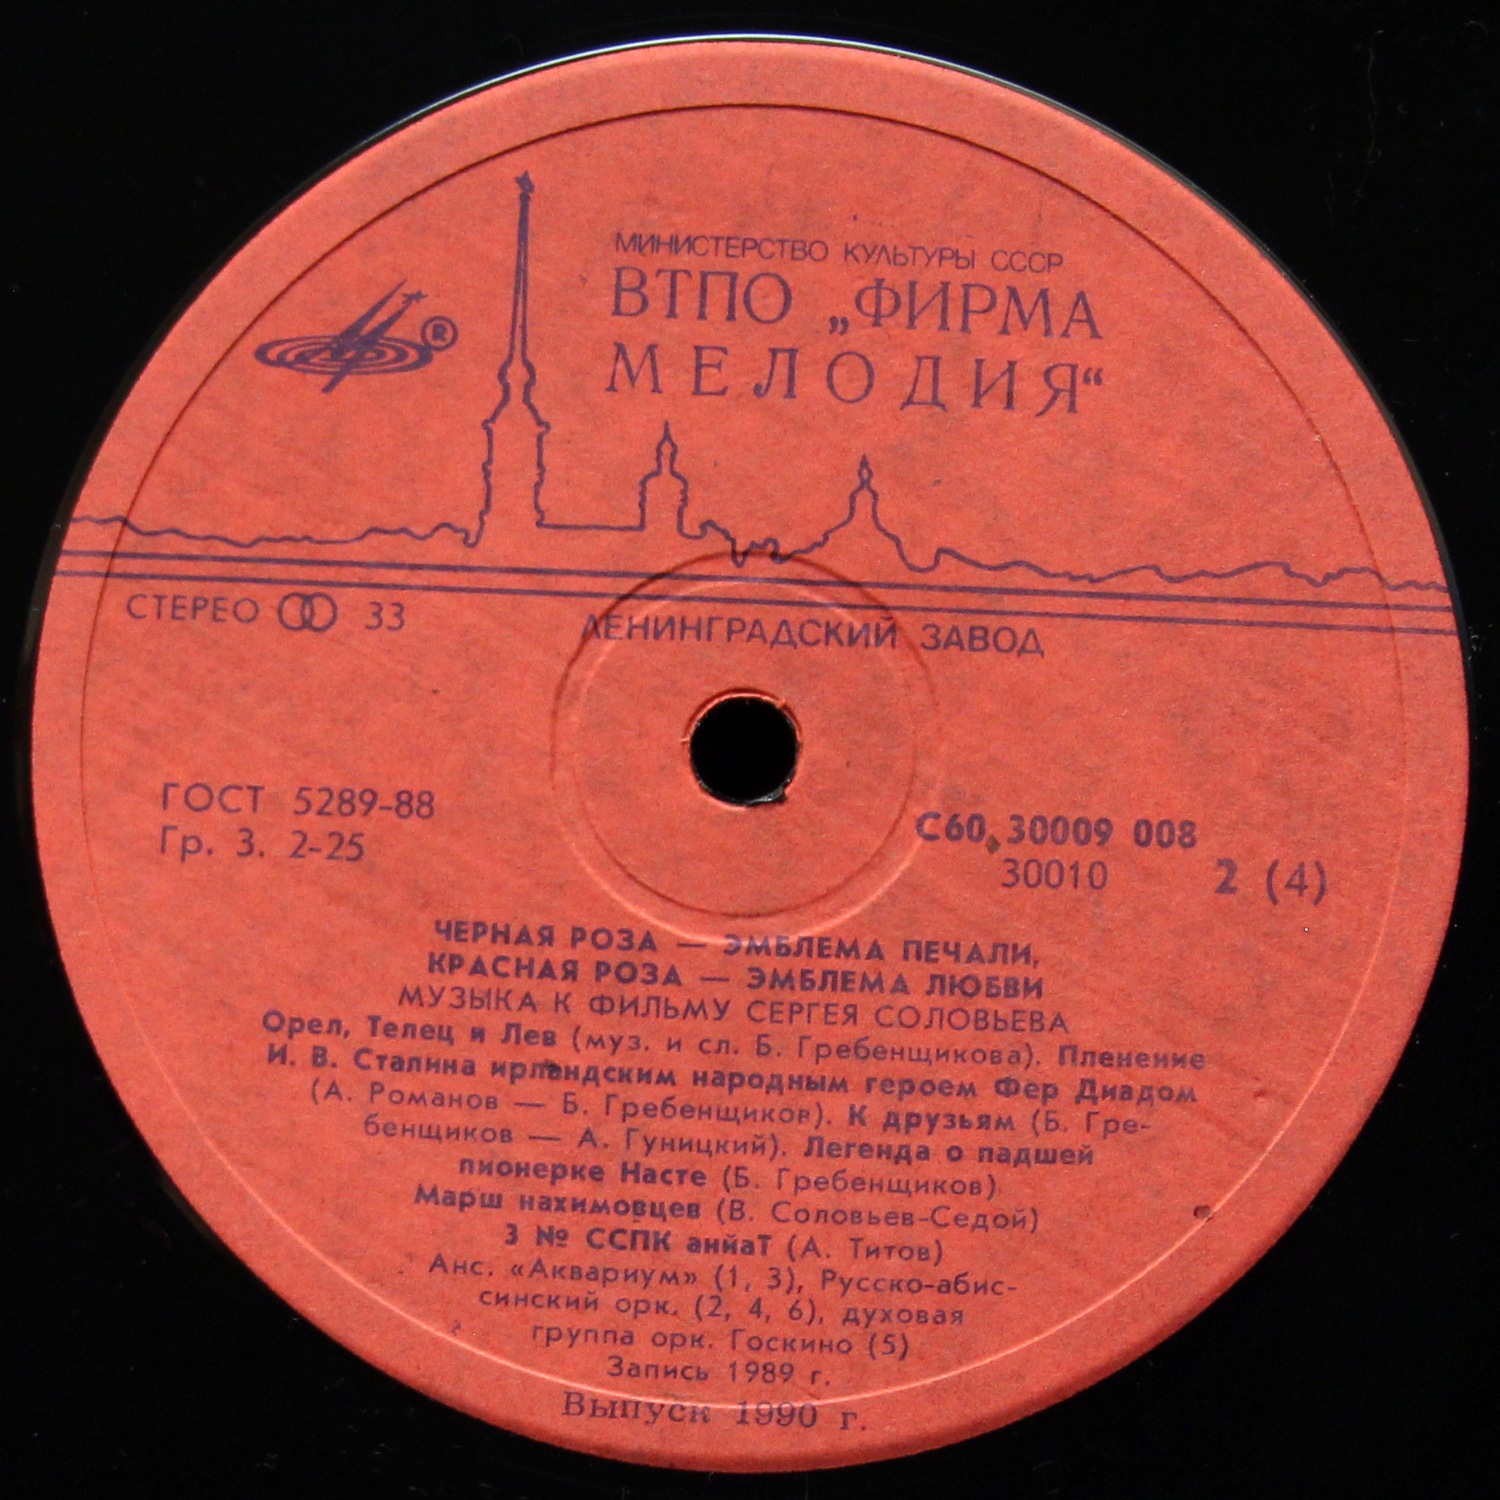 МИНИСТЕРСТВО КУЛЬТУРЫ СССР
ВТПО „ФИРМА
МЕЛОДИЯ“
®
СТЕРЕО 33
ЛЕНИНГРАДСКИЙ ЗАВОД
ГОСТ 5289-88
Гр. 3. 2-25
С60 30009 008
30010
2 (4)
ЧЕРНАЯ РОЗА — ЭМБЛЕМА ПЕЧАЛИ,
КРАСНАЯ РОЗА — ЭМБЛЕМА ЛЮБВИ
МУЗЫКА К ФИЛЬМУ СЕРГЕЯ СОЛОВЬЕВА
Орел, Телец и Лев (муз. и сл. Б. Гребенщикова). Пленение
И. В. Сталина ирландским народным героем Фер Диадом
(А. Романов — Б. Гребенщиков). К друзьям (Б. Гре-
бенщиков — А. Гуницкий). Легенда о падшей
пионерке Насте (Б. Гребенщиков)
Марш нахимовцев (В. Соловьев-Седой)
3 № ССПК анйаТ (А. Титов)
Анс. «Аквариум» (1, 3), Русско-абис-
синский орк. (2, 4, 6), духовая
группа орк. Госкино (5)
Запись 1989 г.
Выпуск 1990 г.